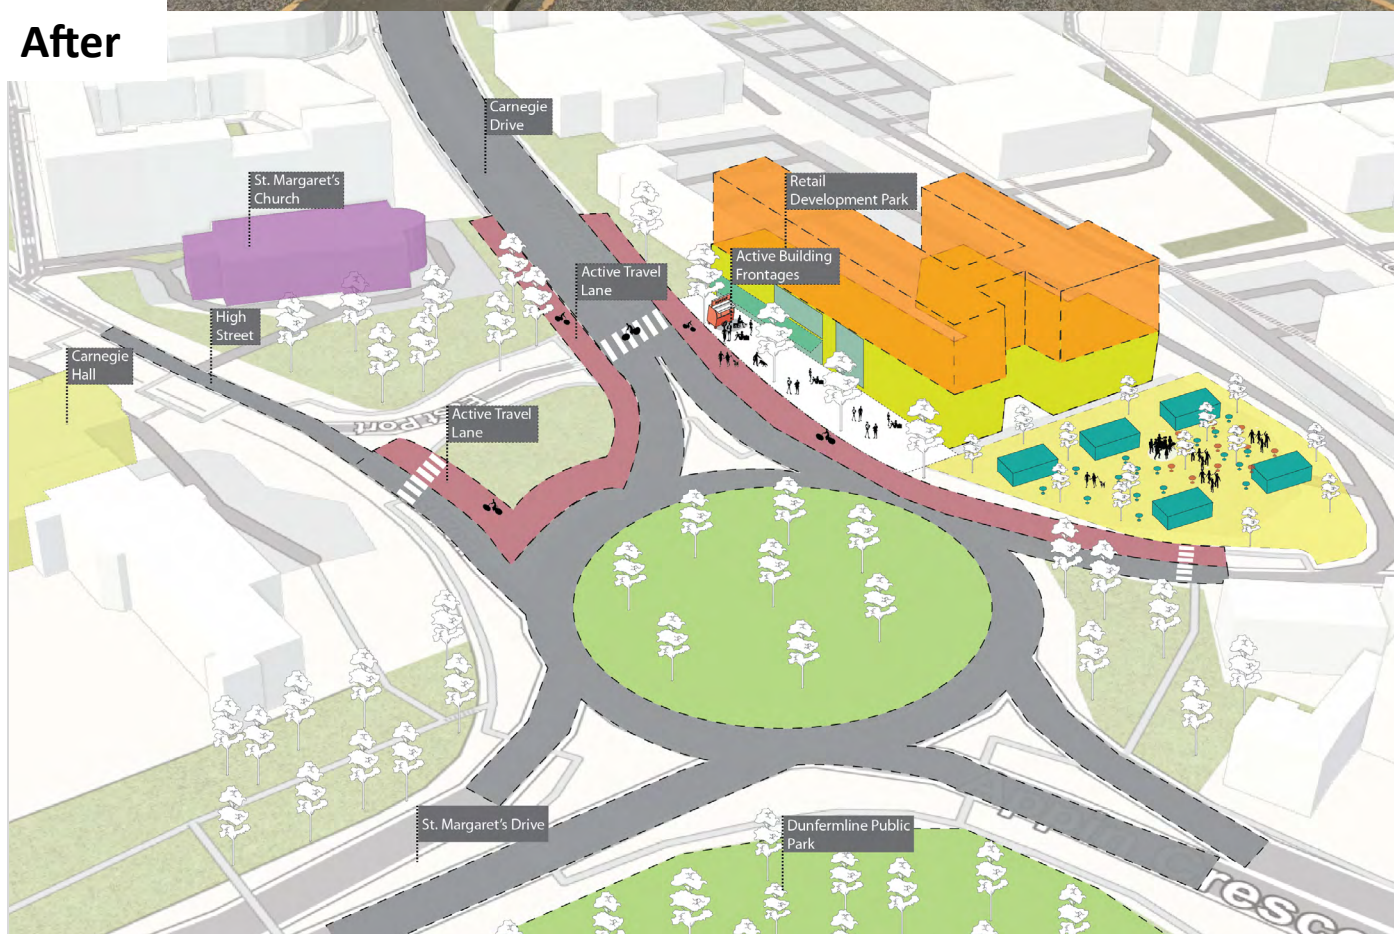 After
Carnegie
Drive
St. Margaret's
Church
Retail
Development Park
Active Building
Frontages
Active Travel
Lane
High
Street
Carnegie
Hall
Active Travel
Lane
St. Margaret's Drive
Dunfermline Public
Park